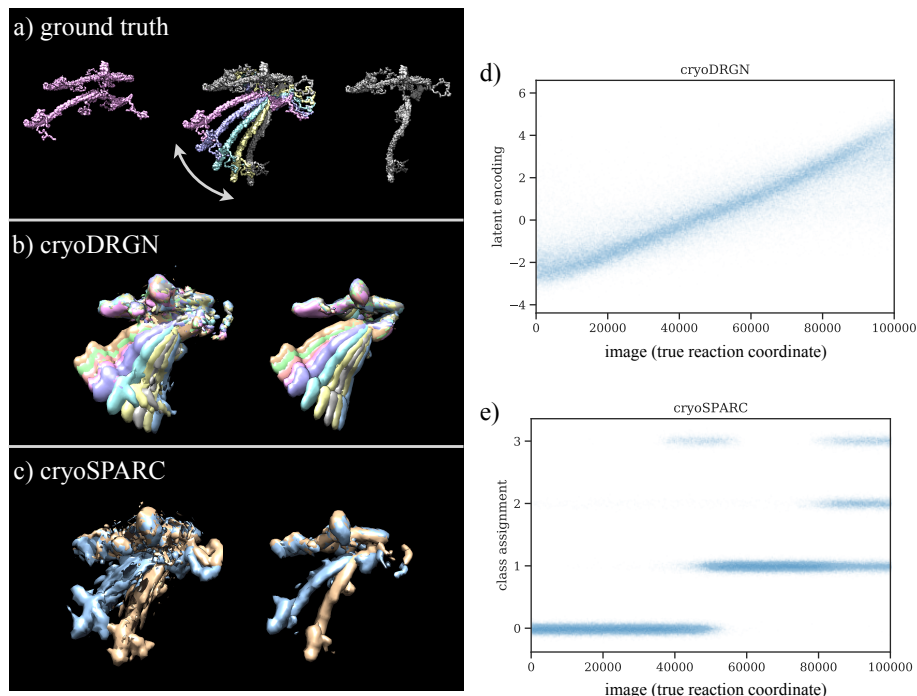 a) ground truth
b) cryoDRGN
c) cryoSPARC
d)
cryoDRGN
6
4
2
0
−2
−4
latent encoding
0 20000 40000 60000 80000 100000
image (true reaction coordinate)
e)
cryoSPARC
3
2
1
0
class assignment
0 20000 40000 60000 80000 100000
image (true reaction coordinate)